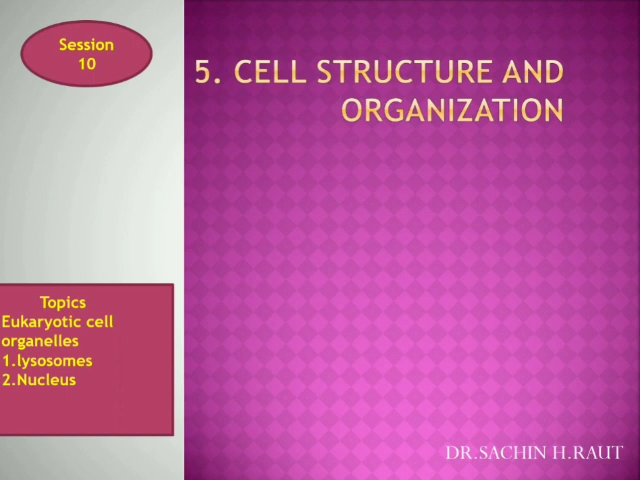 Session
10
5. CELL STRUCTURE AND
ORGANIZATION
Topics
Eukaryotic cell
organelles
1.lysosomes
2.Nucleus
DR.SACHIN H.RAUT